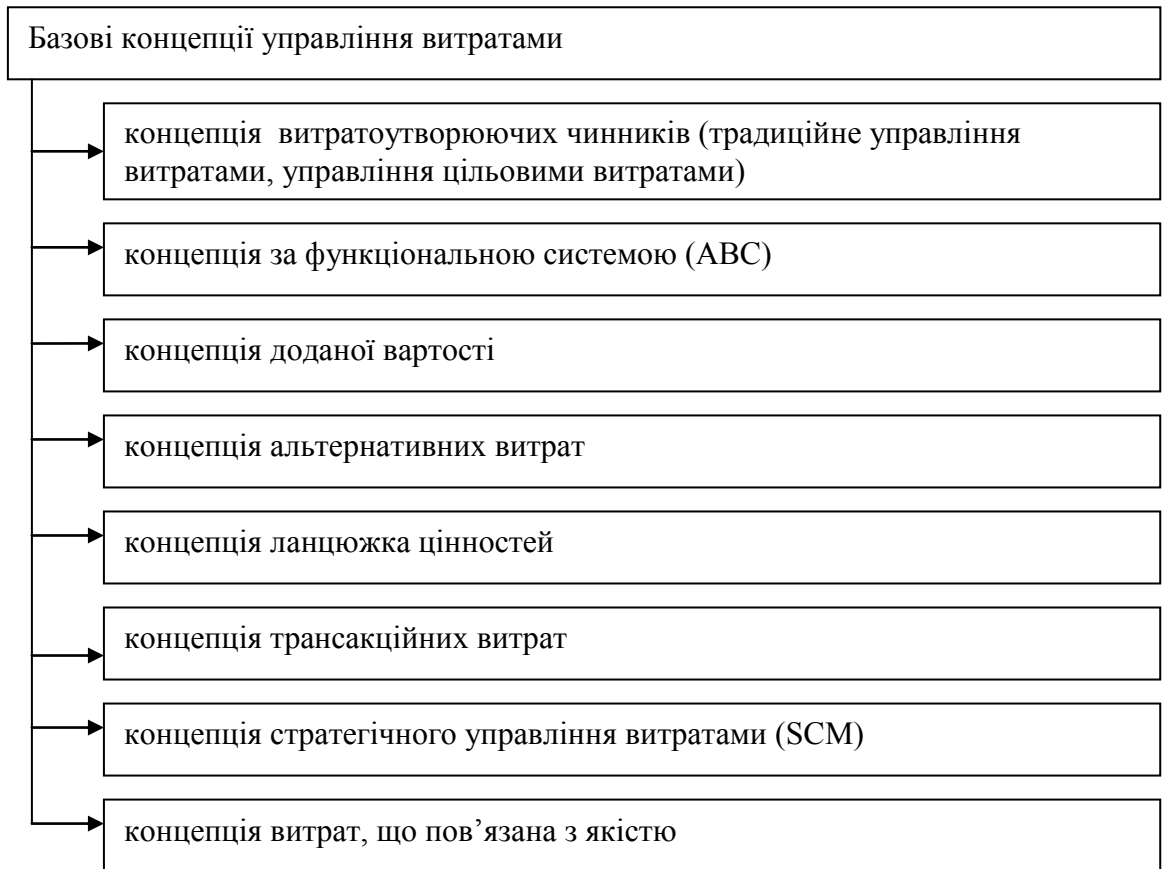 Базові концепції управління витратами
концепція  витратоутворюючих чинників (традиційне управління
витратами, управління цільовими витратами)
концепція за функціональною системою (АВС)
концепція доданої вартості
концепція альтернативних витрат
концепція ланцюжка цінностей
концепція трансакційних витрат
концепція стратегічного управління витратами (SCM)
концепція витрат, що пов’язана з якістю